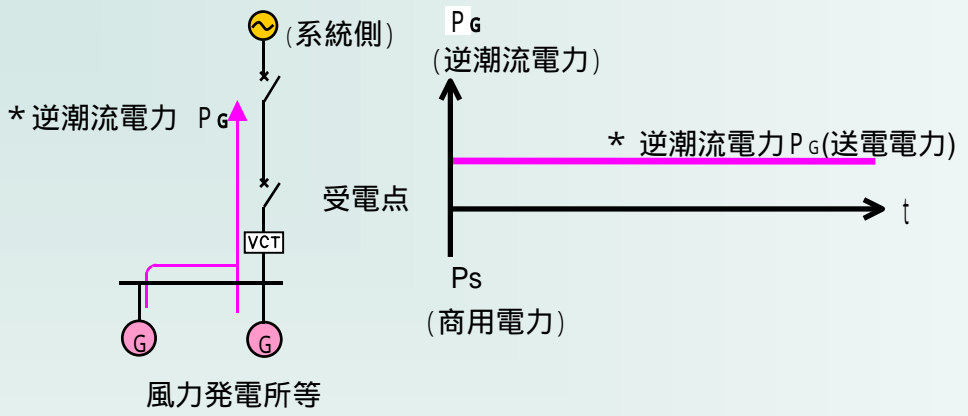 (系統側)
*逆潮流電力 PG
受電点
VCT
G
G
風力発電所等
PG
(逆潮流電力)
* 逆潮流電力PG(送電電力)
t
Ps
(商用電力)